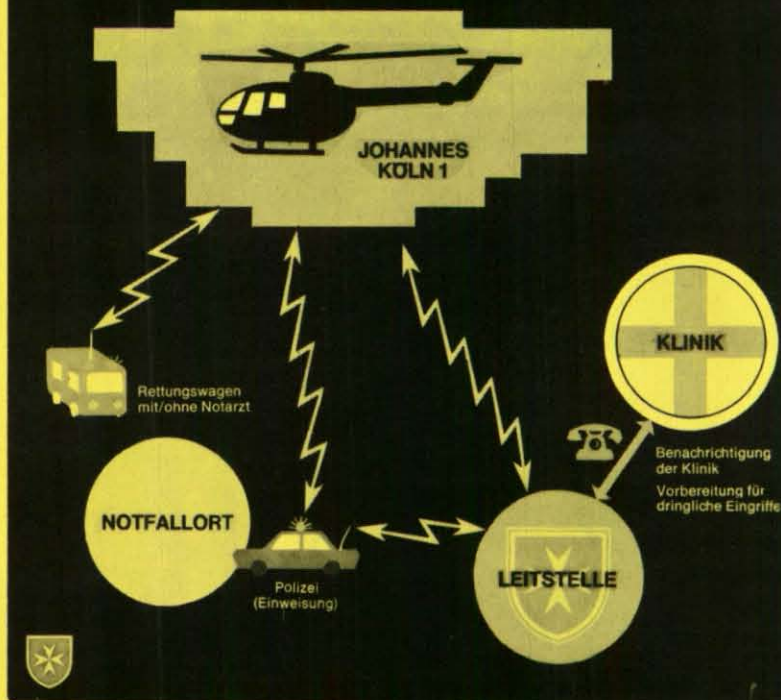 JOHANNES
KÖLN 1
KLINIK
Rettungswagen
mit/ohne Notarzt
Benachrichtigung
der Klinik
Vorbereitung für
dringliche Eingriffe
NOTFALLORT
Polizei
(Einweisung)
LEITSTELLE